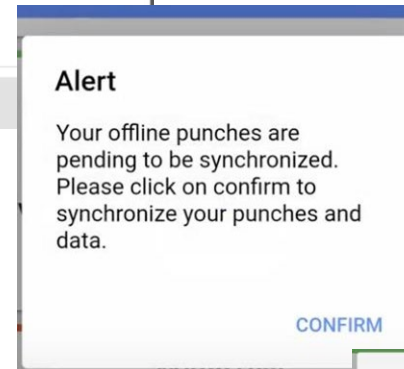 Alert
Your offline punches are
pending to be synchronized.
Please click on confirm to
synchronize your punches and
data.
CONFIRM